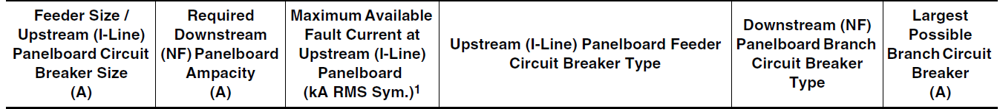 Feeder Size /
Upstream (I-Line)
Panelboard Circuit
Breaker Size
(A)
Required
Downstream
(NF) Panelboard
Ampacity
(A)
Maximum Available
Fault Current at
Upstream (I-Line)
Panelboard
(kA RMS Sym.)1
Upstream (I-Line) Panelboard Feeder
Circuit Breaker Type
Downstream (NF)
Panelboard Branch
Circuit Breaker
Type
Largest
Possible
Branch Circuit
Breaker
(A)